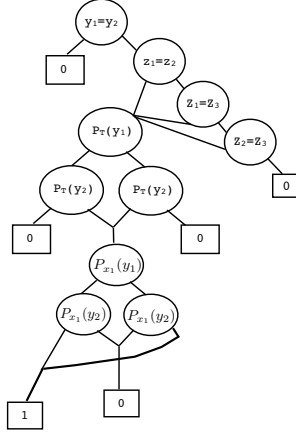 y₁=y₂
z₁=z₂
0
Z₁=Z₃
P_T(y₁)
Z₂=Z₃
P_T(y₂) P_T(y₂) 0
0 0
P_{x₁}(y₁)
P_{x₁}(y₂) P_{x₁}(y₂)
1 0